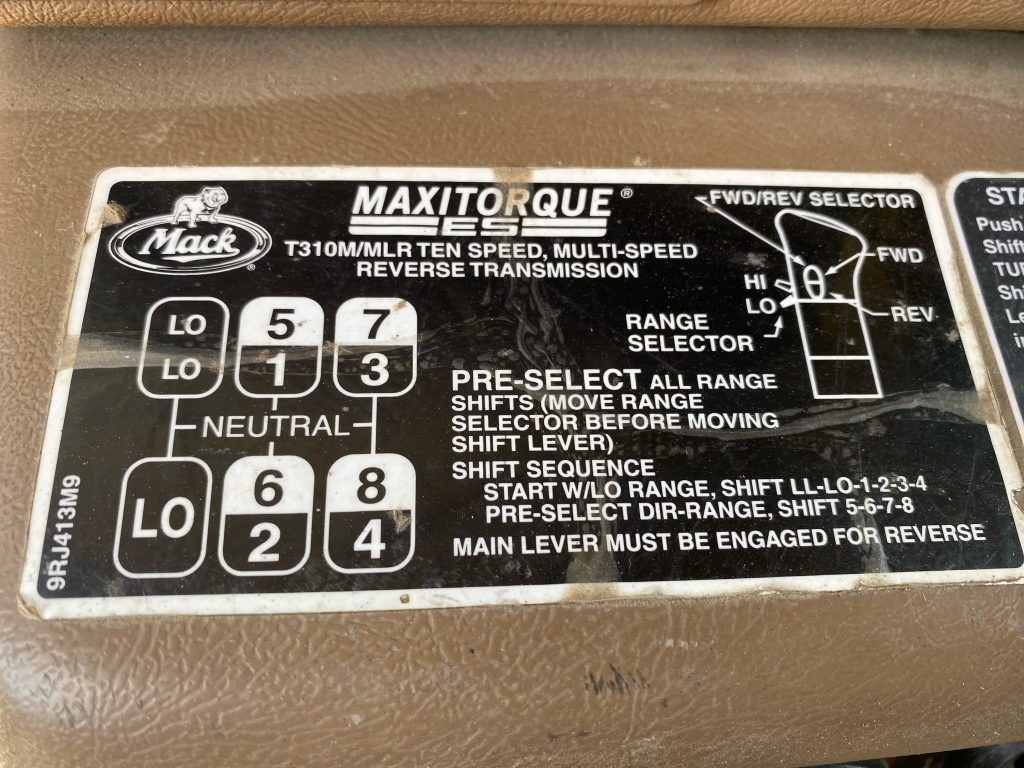 Mack®
MAXITORQUE®
ES
T310M/MLR TEN SPEED, MULTI-SPEED
REVERSE TRANSMISSION
FWD/REV SELECTOR
FWD
HI
LO
REV
RANGE
SELECTOR
LO 5 7
LO 1 3
NEUTRAL
6 8
LO 2 4
PRE-SELECT ALL RANGE
SHIFTS (MOVE RANGE
SELECTOR BEFORE MOVING
SHIFT LEVER)
SHIFT SEQUENCE
START W/LO RANGE, SHIFT LL-LO-1-2-3-4
PRE-SELECT DIR-RANGE, SHIFT 5-6-7-8
MAIN LEVER MUST BE ENGAGED FOR REVERSE
9RJ413M9
STA
Push
Shift
TU
Sh
Le
in